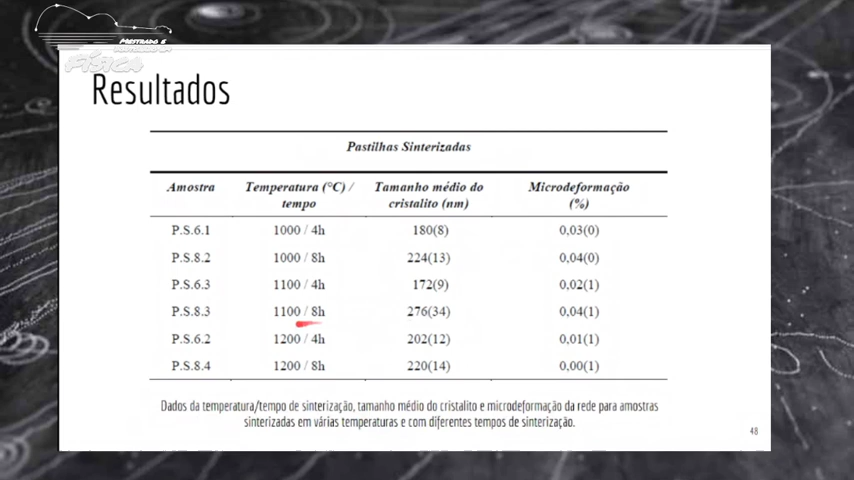 MESTRADO E
FÍSICA
Resultados
Pastilhas Sinterizadas
Amostra Temperatura (°C) / tempo Tamanho médio do cristalito (nm) Microdeformação (%)
P.S.6.1 1000 / 4h 180(8) 0,03(0)
P.S.8.2 1000 / 8h 224(13) 0,04(0)
P.S.6.3 1100 / 4h 172(9) 0,02(1)
P.S.8.3 1100 / 8h 276(34) 0,04(1)
P.S.6.2 1200 / 4h 202(12) 0,01(1)
P.S.8.4 1200 / 8h 220(14) 0,00(1)
Dados da temperatura/tempo de sinterização, tamanho médio do cristalito e microdeformação da rede para amostras
sinterizadas em várias temperaturas e com diferentes tempos de sinterização.
48